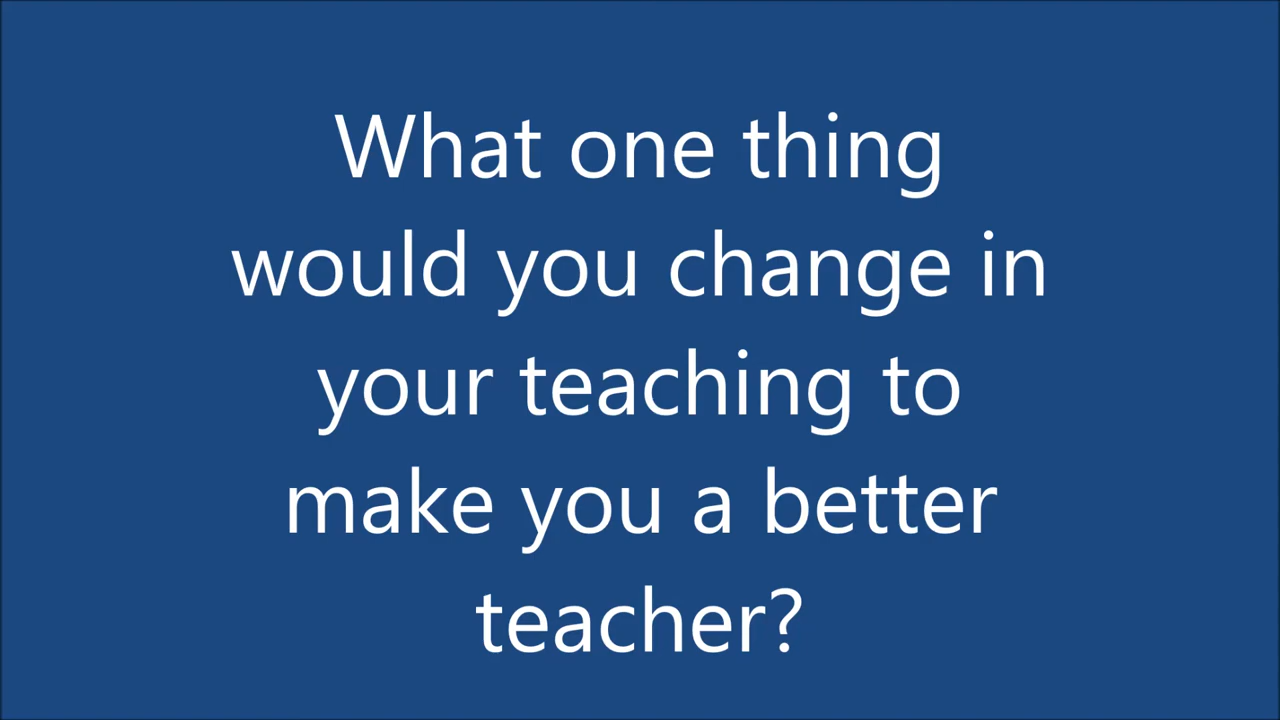 What one thing
would you change in
your teaching to
make you a better
teacher?